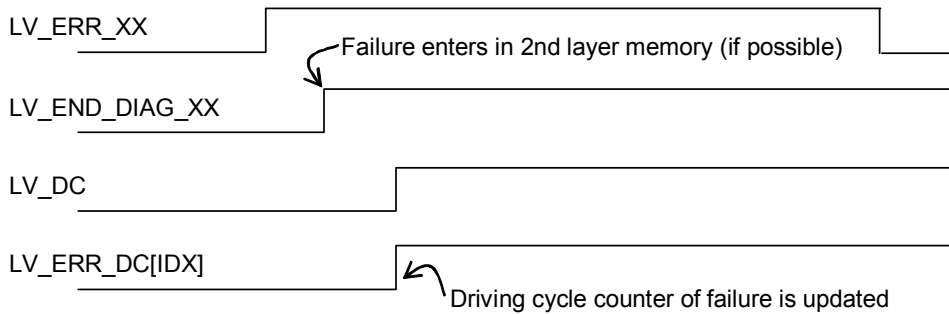 LV_ERR_XX
Failure enters in 2nd layer memory (if possible)
LV_END_DIAG_XX
LV_DC
LV_ERR_DC[IDX]
Driving cycle counter of failure is updated